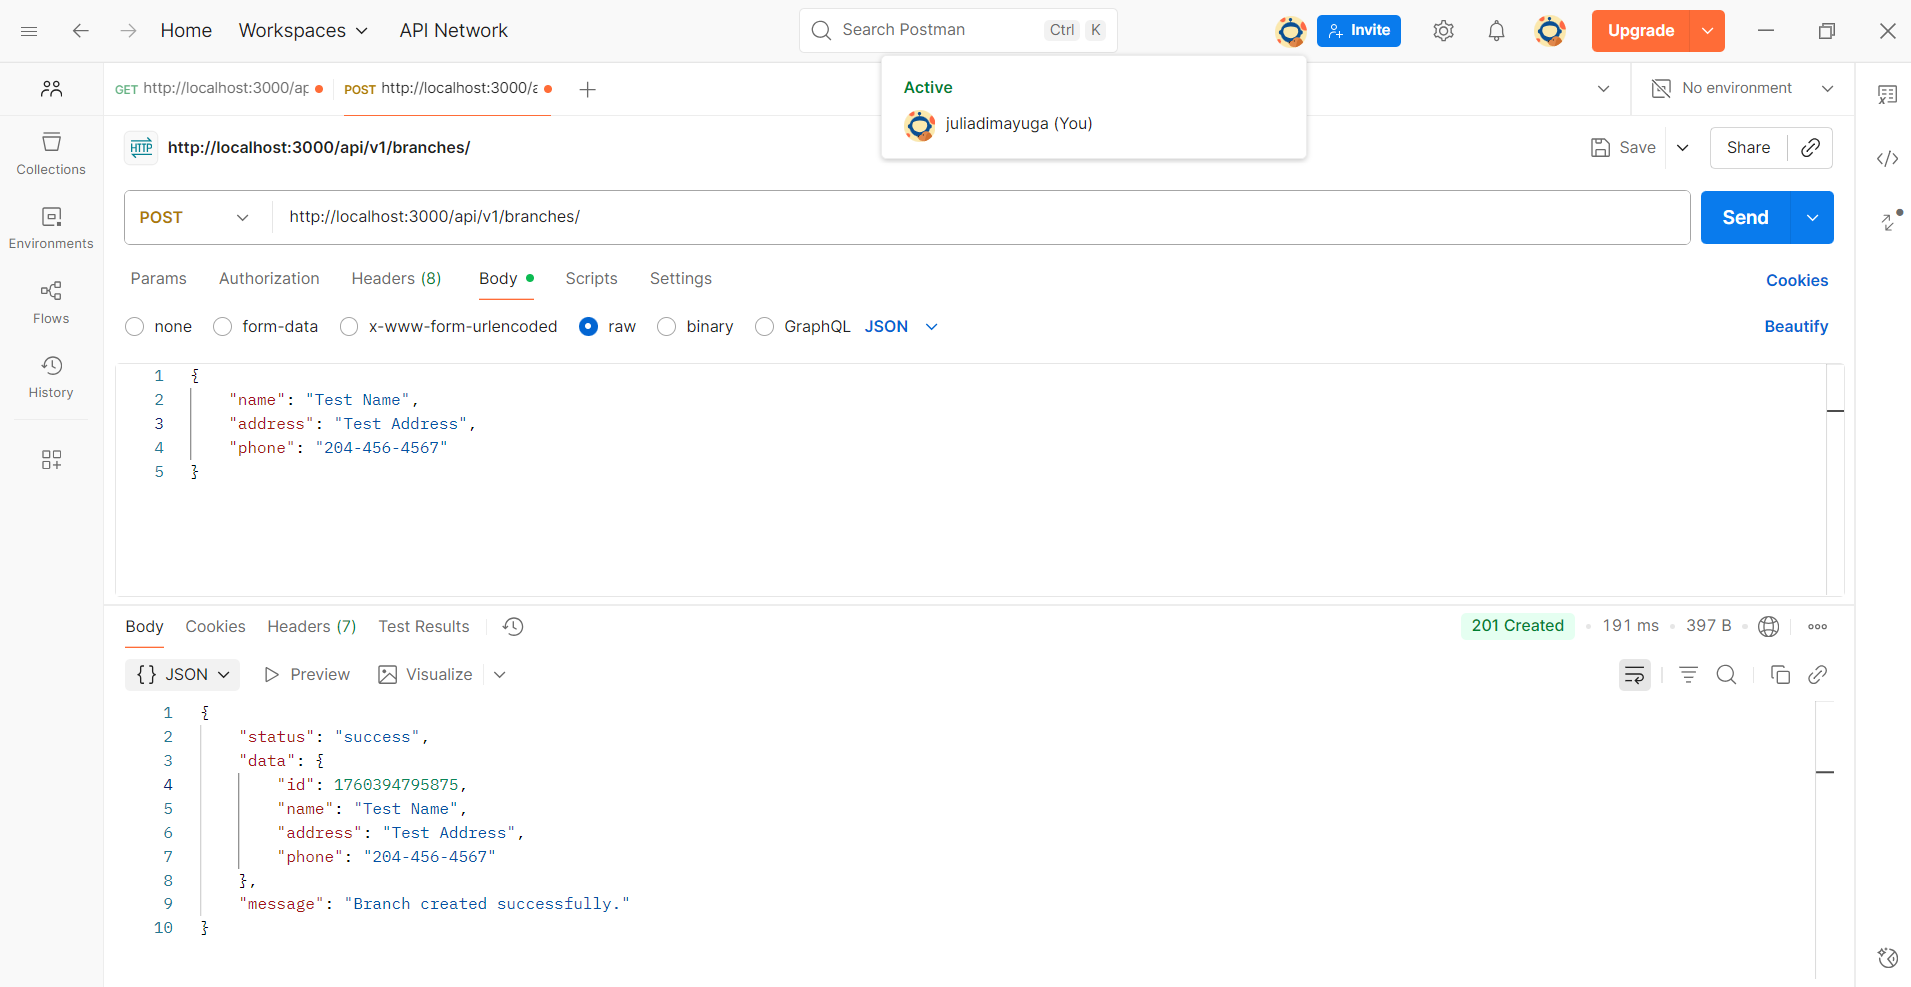 Home Workspaces API Network Search Postman Ctrl K Invite Upgrade
GET http://localhost:3000/ap POST http://localhost:3000/a No environment
Active
juliadimayuga (You)
HTTP http://localhost:3000/api/v1/branches/ Save Share
Collections
Environments
Flows
History
POST http://localhost:3000/api/v1/branches/ Send
Params Authorization Headers (8) Body Scripts Settings Cookies
none form-data x-www-form-urlencoded raw binary GraphQL JSON Beautify
1 {
2 "name": "Test Name",
3 "address": "Test Address",
4 "phone": "204-456-4567"
5 }
Body Cookies Headers (7) Test Results 201 Created 191 ms 397 B
{} JSON Preview Visualize
1 {
2 "status": "success",
3 "data": {
4 "id": 1760394795875,
5 "name": "Test Name",
6 "address": "Test Address",
7 "phone": "204-456-4567"
8 },
9 "message": "Branch created successfully."
10 }